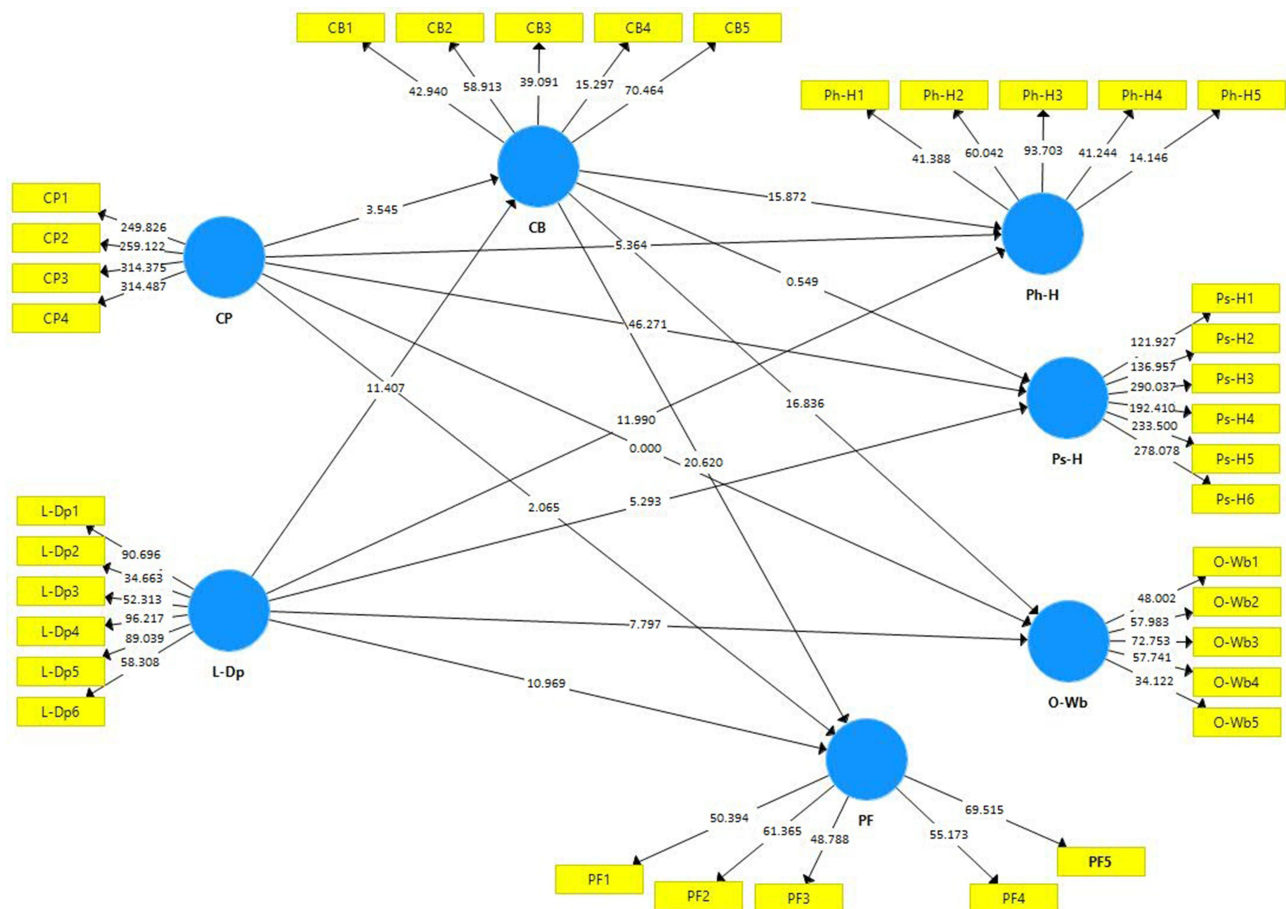 CB1
CB2
CB3
CB4
CB5
42.940
58.913
39.091
15.297
70.464
CB
Ph-H1
Ph-H2
Ph-H3
Ph-H4
Ph-H5
41.388
60.042
93.703
41.244
14.146
Ph-H
CP1
CP2
CP3
CP4
249.826
259.122
314.375
314.487
CP
3.545
15.872
5.364
0.549
46.271
11.407
16.836
11.990
0.000
20.620
5.293
2.065
7.797
10.969
Ps-H1
Ps-H2
Ps-H3
Ps-H4
Ps-H5
Ps-H6
121.927
136.957
290.037
192.410
233.500
278.078
Ps-H
L-Dp1
L-Dp2
L-Dp3
L-Dp4
L-Dp5
L-Dp6
90.696
34.663
52.313
96.217
89.039
58.308
L-Dp
O-Wb1
O-Wb2
O-Wb3
O-Wb4
O-Wb5
48.002
57.983
72.753
57.741
34.122
O-Wb
PF
50.394
61.365
48.788
55.173
69.515
PF1
PF2
PF3
PF4
PF5